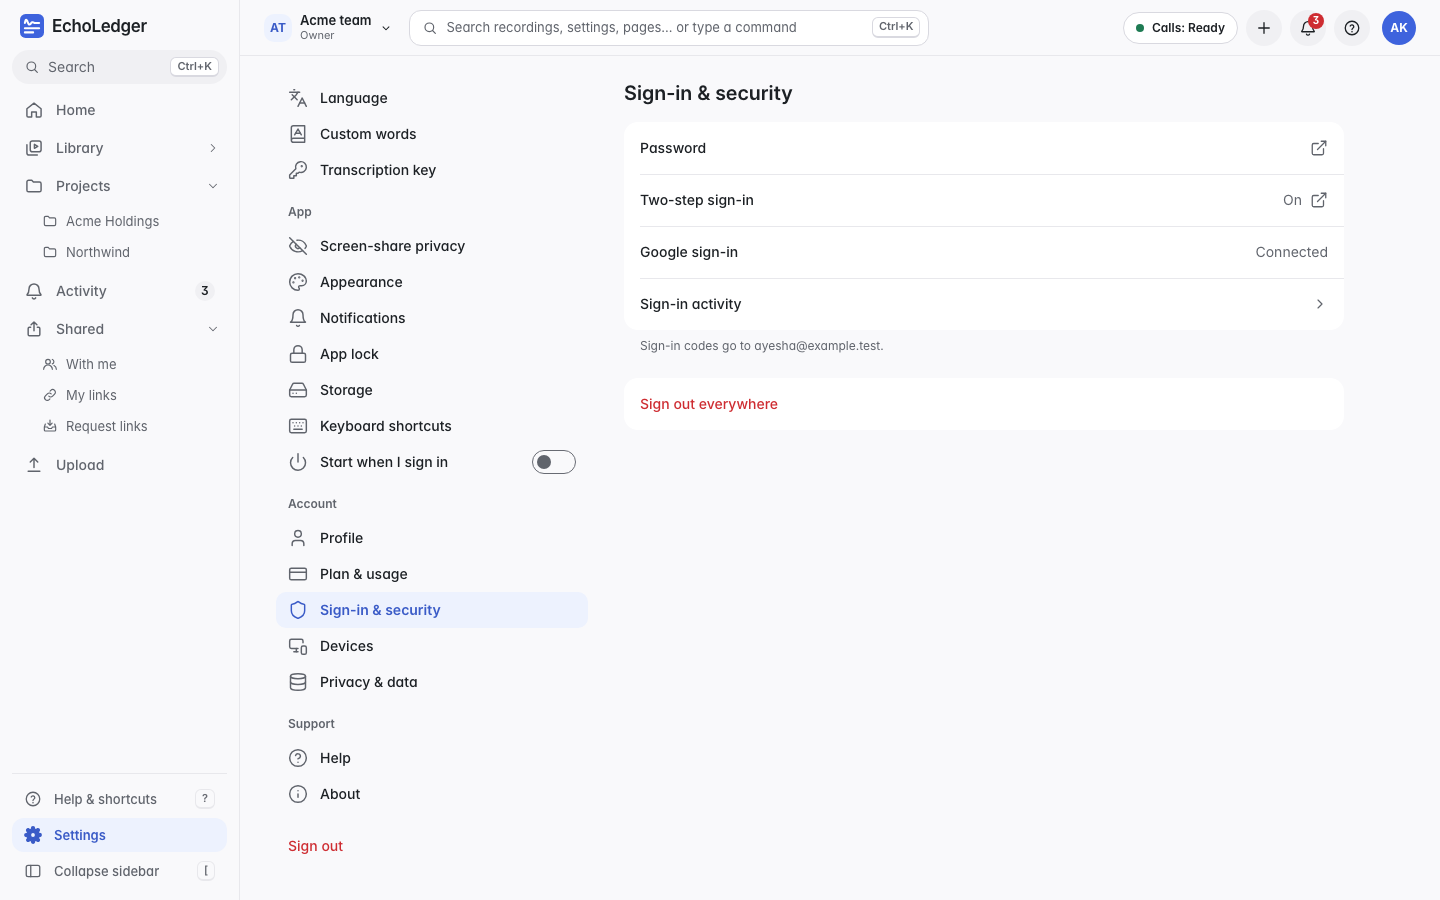 EchoLedger
Search Ctrl+K
Home
Library
Projects
Acme Holdings
Northwind
Activity 3
Shared
With me
My links
Request links
Upload
Help & shortcuts ?
Settings
Collapse sidebar [
AT Acme team
Owner
Search recordings, settings, pages... or type a command Ctrl+K
Calls: Ready
3
AK
Language
Custom words
Transcription key
App
Screen-share privacy
Appearance
Notifications
App lock
Storage
Keyboard shortcuts
Start when I sign in
Account
Profile
Plan & usage
Sign-in & security
Devices
Privacy & data
Support
Help
About
Sign out
Sign-in & security
Password
Two-step sign-in On
Google sign-in Connected
Sign-in activity
Sign-in codes go to ayesha@example.test.
Sign out everywhere